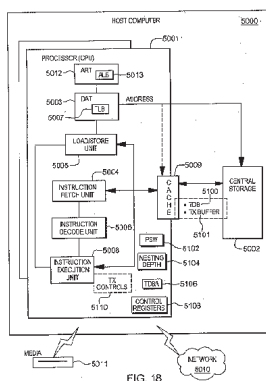 HOST COMPUTER
5000
5001
PROCESSOR (CPU)
ART
ALB
5012
5013
DAT
TLB
5003
5007
ADDRESS
LOAD/STORE
UNIT
5005
5004
INSTRUCTION
FETCH UNIT
5009
CACHE
5100
• TDB
• TX BUFFER
5101
CENTRAL
STORAGE
5002
INSTRUCTION
DECODE UNIT
5006
5008
INSTRUCTION
EXECUTION
UNIT
TX
CONTROLS
5110
PSW
5102
NESTING
DEPTH
5104
TDBA
5106
CONTROL
REGISTERS
5103
MEDIA
5011
NETWORK
5010
FIG. 18